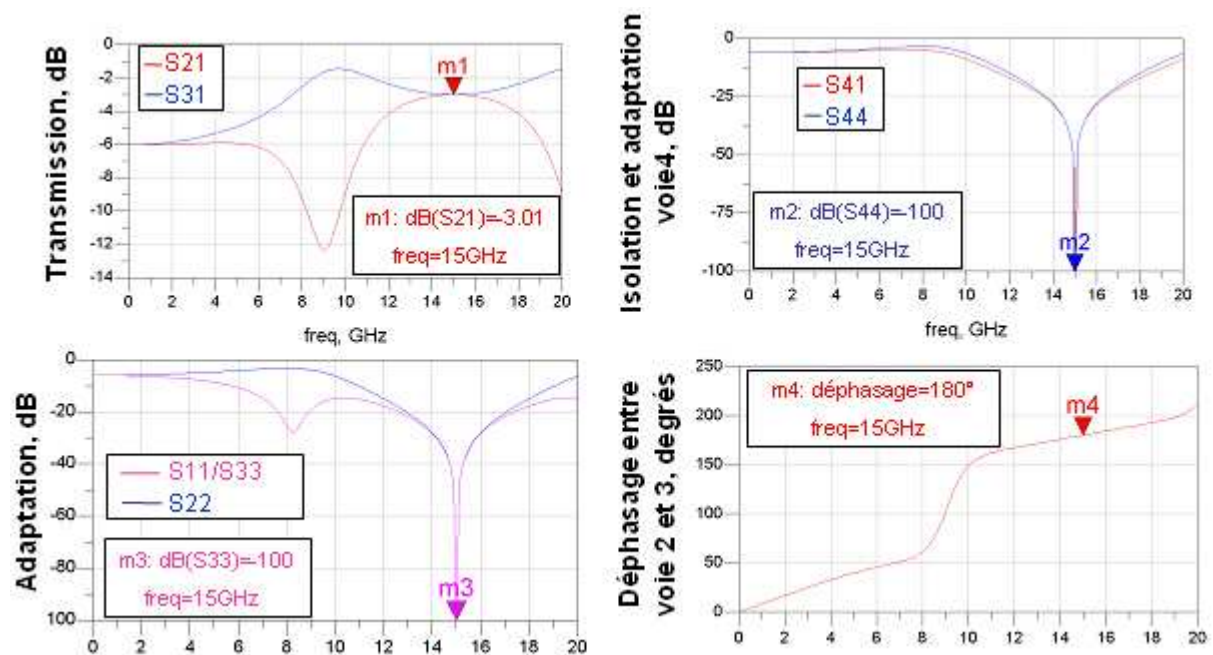 Transmission, dB
0
-2
-4
-6
-8
-10
-12
-14
S21
S31
m1
m1: dB(S21)=-3.01
freq=15GHz
0 2 4 6 8 10 12 14 16 18 20
freq, GHz
Isolation et adaptation
voie4, dB
0
-25
-50
-75
-100
S41
S44
m2: dB(S44)=-100
freq=15GHz
m2
0 2 4 6 8 10 12 14 16 18 20
freq, GHz
Adaptation, dB
0
-20
-40
-60
-80
100
S11/S33
S22
m3: dB(S33)=-100
freq=15GHz
m3
0 2 4 6 8 10 12 14 16 18 20
Déphasage entre
voie 2 et 3, degrés
250
200
150
100
50
0
m4: déphasage=180°
freq=15GHz
m4
0 2 4 6 8 10 12 14 16 18 20